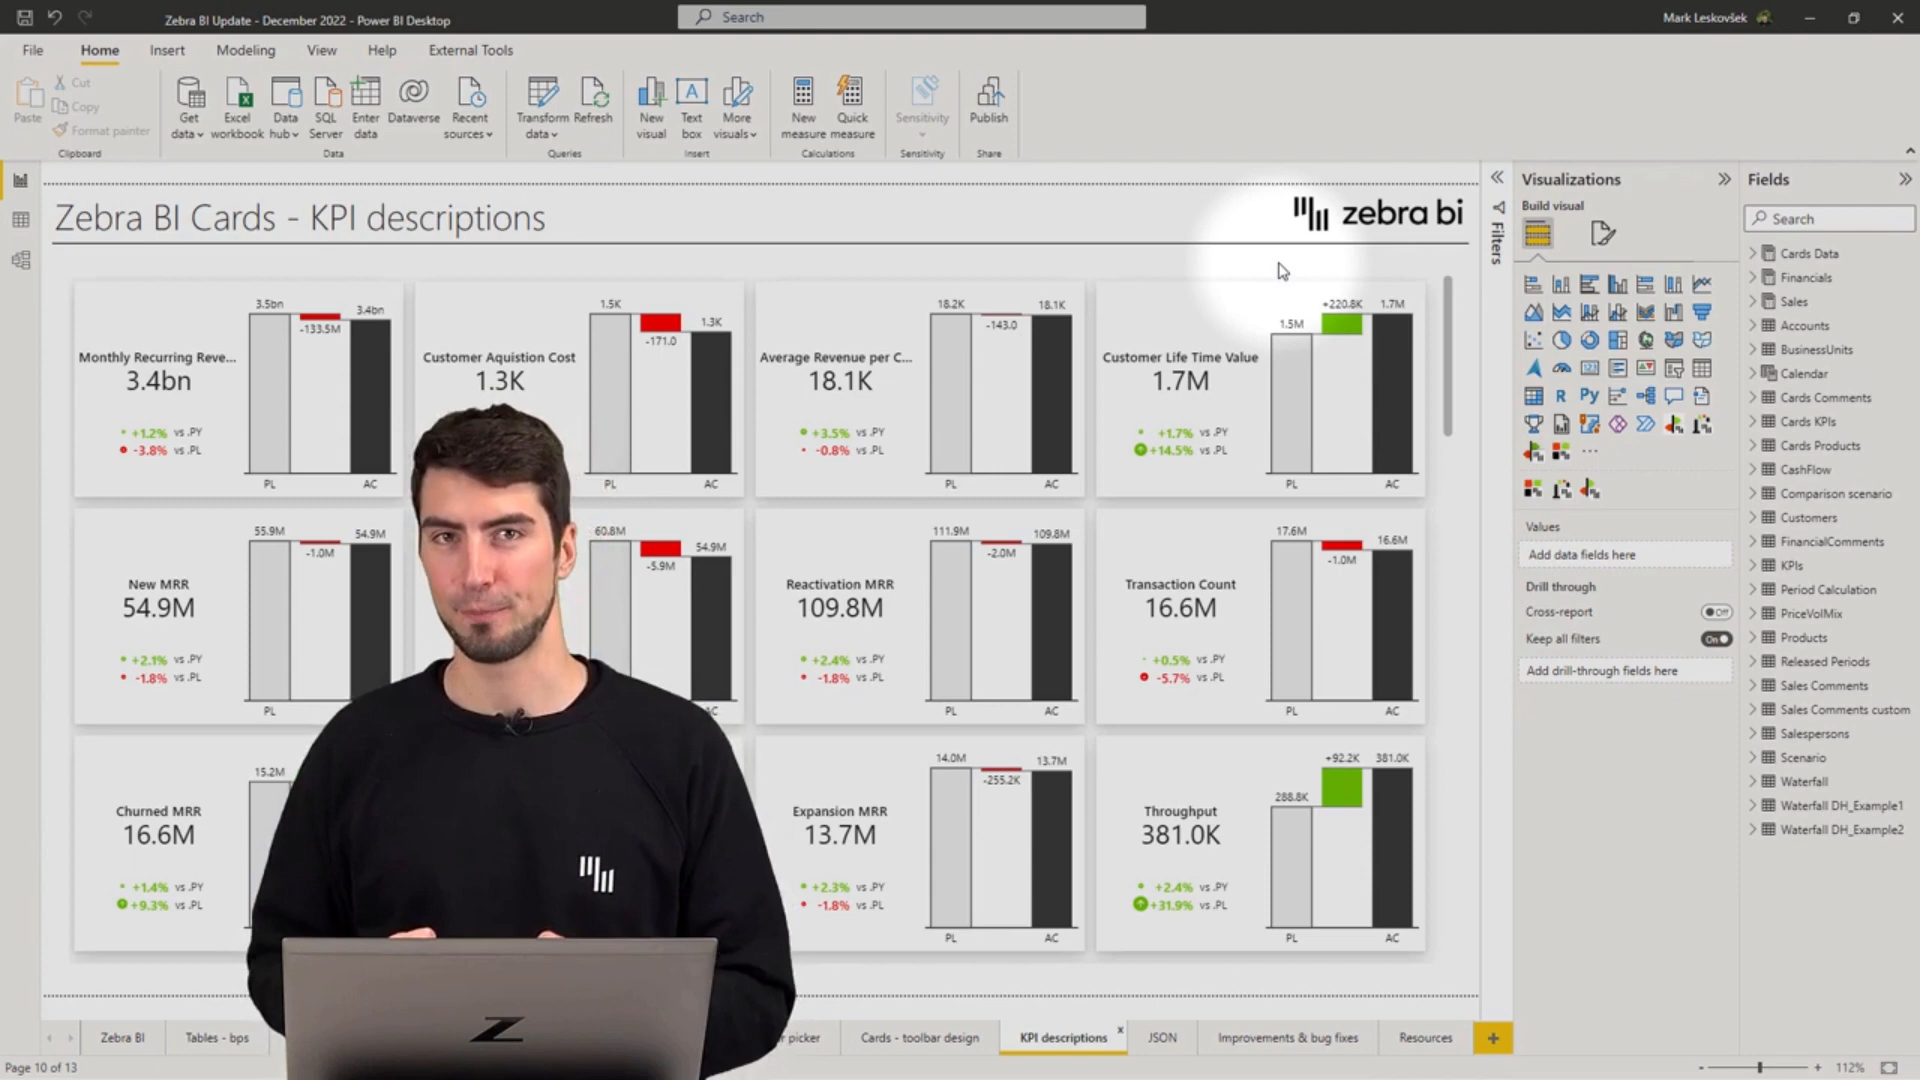 Zebra BI Update - December 2022 - Power BI Desktop
Search
Mark Leskovšek
File
Home
Insert
Modeling
View
Help
External Tools
Paste
Cut
Copy
Format painter
Get data
Excel workbook
Data hub
SQL Server
Enter data
Dataverse
Recent sources
Transform data
Refresh
New visual
Text box
More visuals
New measure
Quick measure
Sensitivity
Publish
Clipboard
Data
Queries
Insert
Calculations
Sensitivity
Share
Zebra BI Cards - KPI descriptions
zebra bi
Monthly Recurring Reve...
3.4bn
+1.2% vs .PY
-3.8% vs .PL
3.5bn
-133.5M
3.4bn
PL
AC
Customer Aquistion Cost
1.3K
1.5K
-171.0
1.3K
PL
AC
Average Revenue per C...
18.1K
+3.5% vs .PY
-0.8% vs .PL
18.2K
-143.0
18.1K
PL
AC
Customer Life Time Value
1.7M
+1.7% vs .PY
+14.5% vs .PL
1.5M
+220.8K
1.7M
PL
AC
New MRR
54.9M
+2.1% vs .PY
-1.8% vs .PL
55.9M
-1.0M
54.9M
PL
60.8M
-5.9M
54.9M
Reactivation MRR
109.8M
+2.4% vs .PY
-1.8% vs .PL
111.9M
-2.0M
109.8M
PL
AC
Transaction Count
16.6M
+0.5% vs .PY
-5.7% vs .PL
17.6M
-1.0M
16.6M
PL
AC
Churned MRR
16.6M
+1.4% vs .PY
+9.3% vs .PL
15.2M
Expansion MRR
13.7M
+2.3% vs .PY
-1.8% vs .PL
14.0M
-255.2K
13.7M
PL
AC
Throughput
381.0K
+2.4% vs .PY
+31.9% vs .PL
288.8K
+92.2K
381.0K
PL
AC
Filters
Visualizations
Build visual
R
Py
Values
Add data fields here
Drill through
Cross-report
Off
Keep all filters
On
Add drill-through fields here
Fields
Search
Cards Data
Financials
Sales
Accounts
BusinessUnits
Calendar
Cards Comments
Cards KPIs
Cards Products
CashFlow
Comparison scenario
Customers
FinancialComments
KPIs
Period Calculation
PriceVolMix
Products
Released Periods
Sales Comments
Sales Comments custom
Salespersons
Scenario
Waterfall
Waterfall DH_Example1
Waterfall DH_Example2
Zebra BI
Tables - bps
picker
Cards - toolbar design
KPI descriptions
JSON
Improvements & bug fixes
Resources
Page 10 of 13
112%